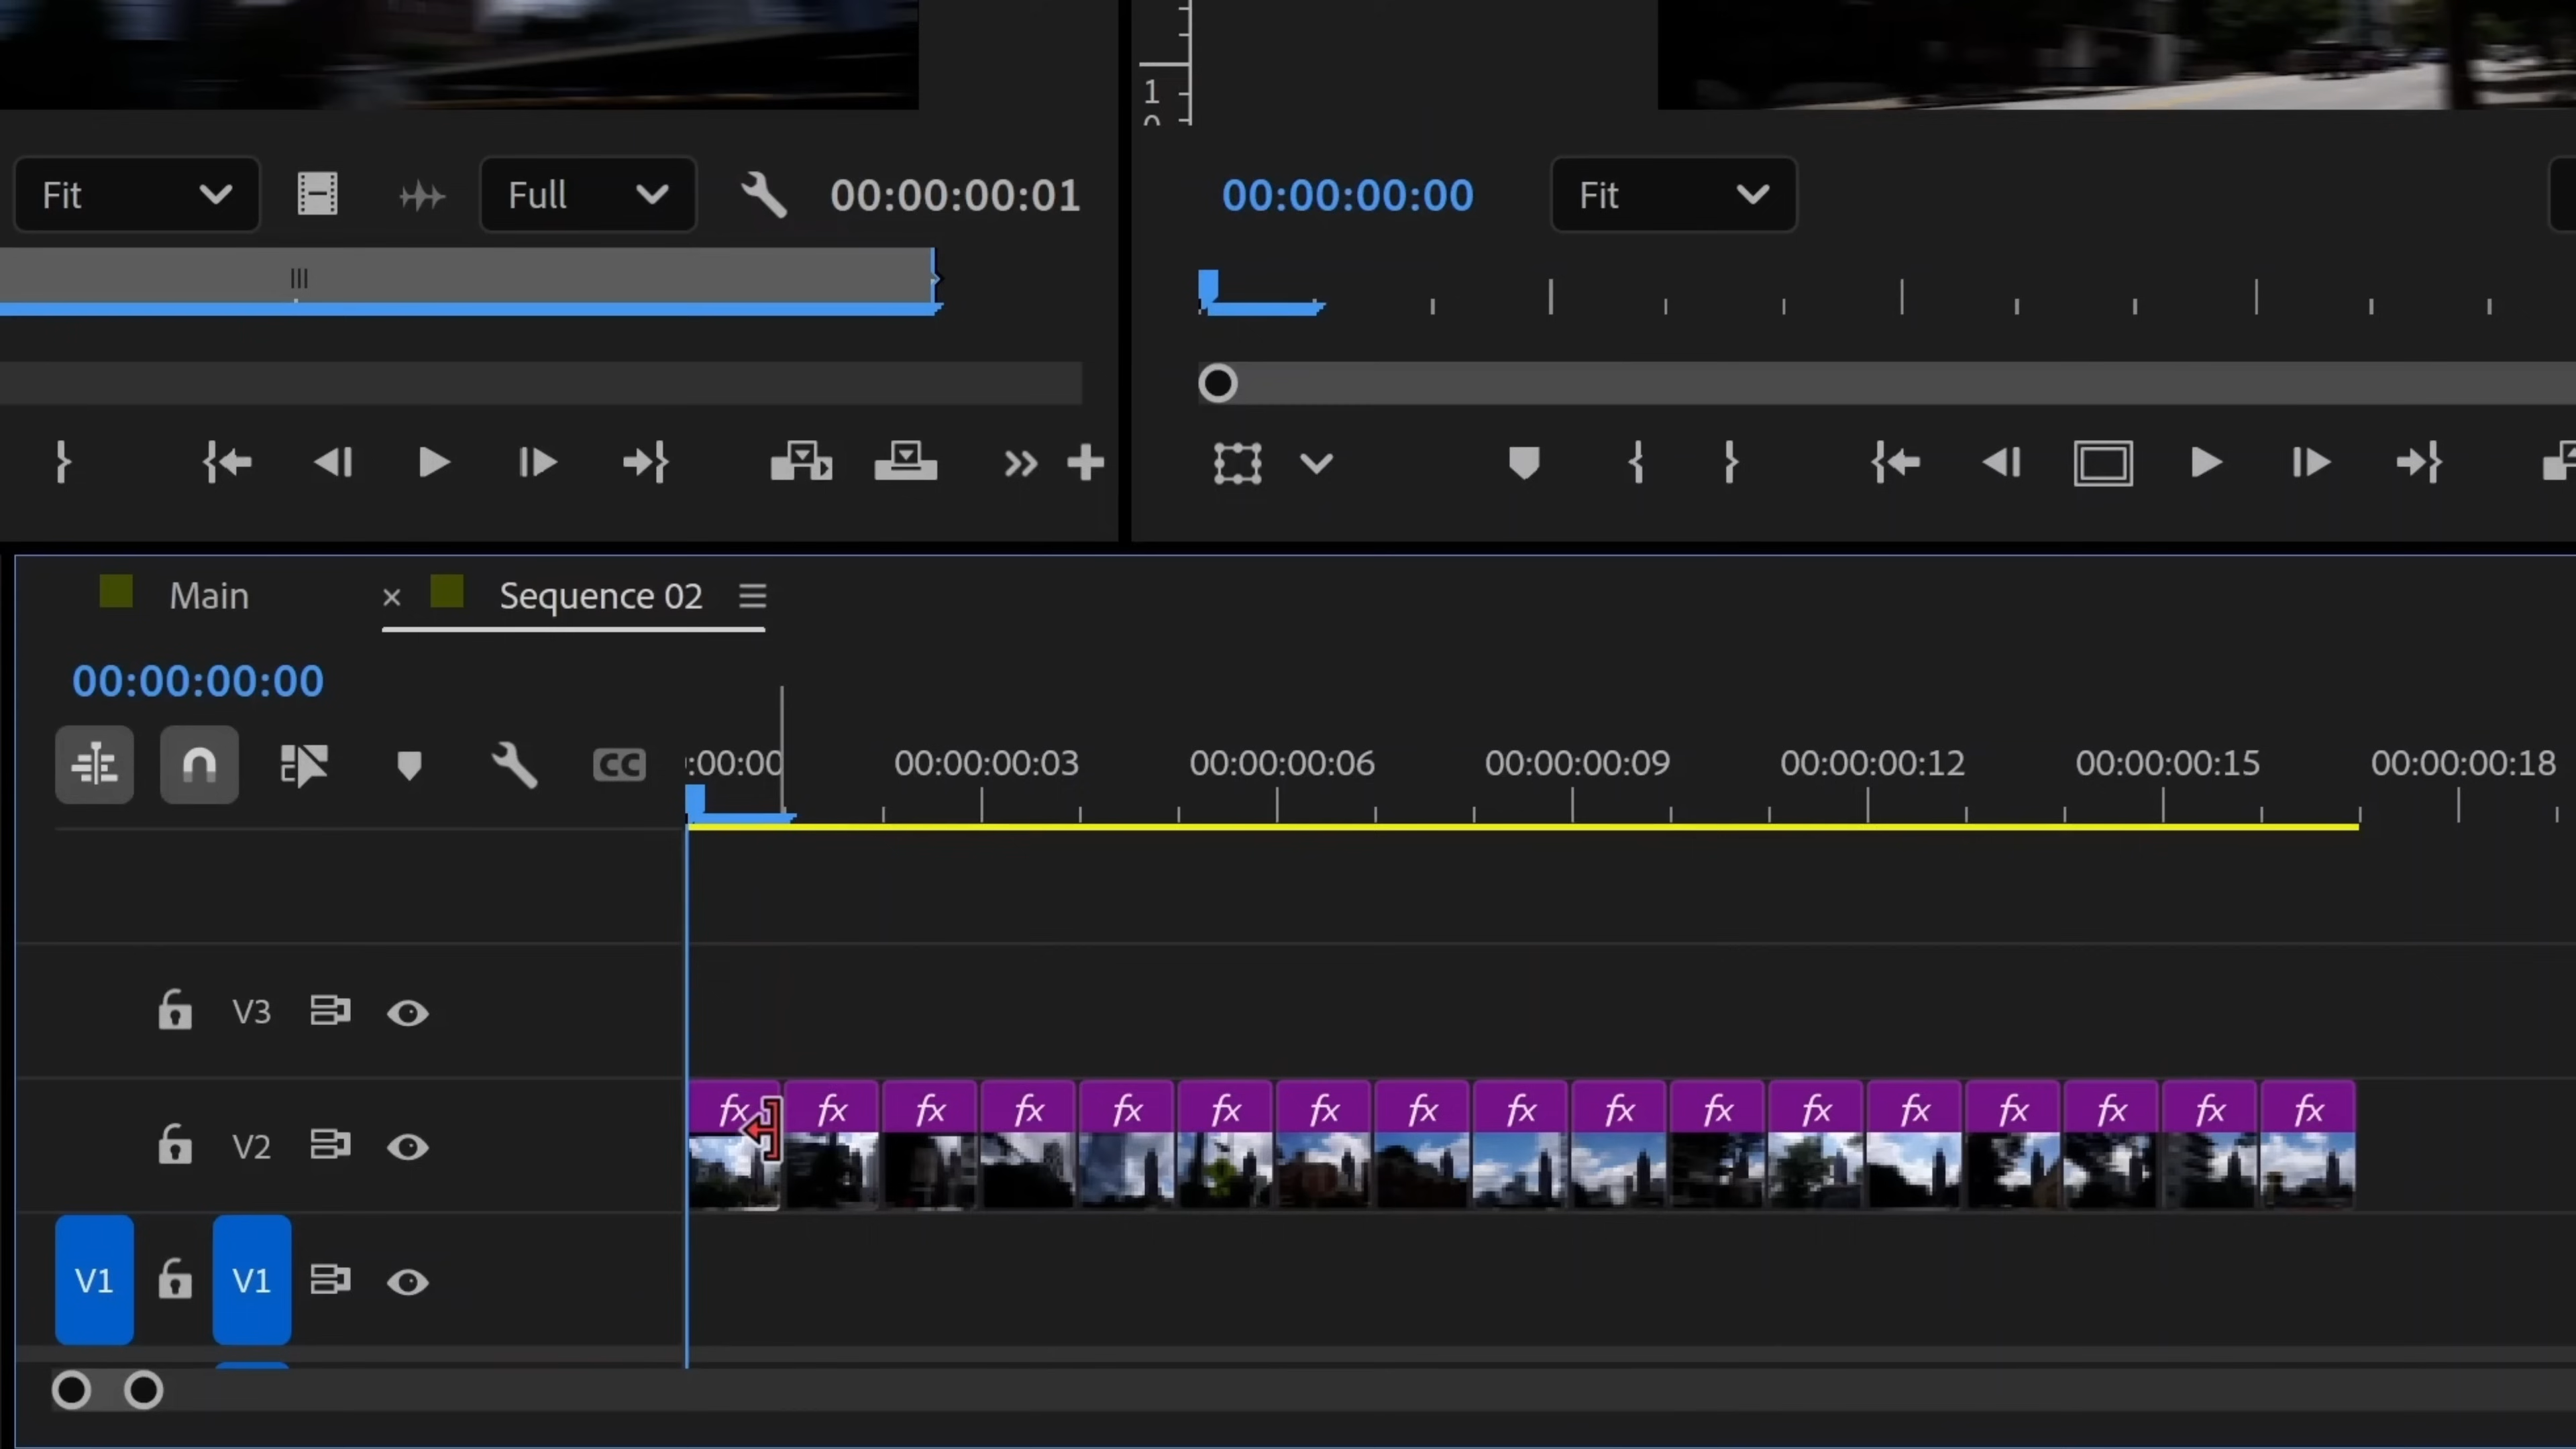 1
Fit
Full
00:00:00:01
00:00:00:00
Fit
Main
Sequence 02
00:00:00:00
CC
:00:00
00:00:00:03
00:00:00:06
00:00:00:09
00:00:00:12
00:00:00:15
00:00:00:18
V3
fx fx fx fx fx fx fx fx fx fx fx fx fx fx fx fx fx
V2
V1
V1